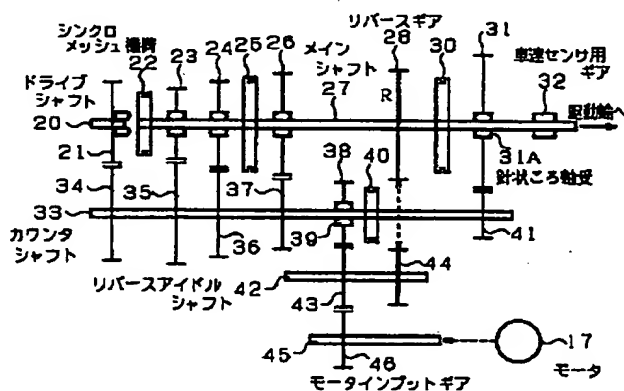 リバースギア
シンクロ
メッシュ機構
22 23 24 25 26
メイン
シャフト
28 30 31
車速センサ用
ギア
32
ドライブ
シャフト
20
27
R
駆動輪へ
21
34
35
37
38
40
31A
針状ころ軸受
33
カウンタ
シャフト
36
39
41
リバースアイドル
シャフト
42
43
44
45
46
17
モータ
モータインプットギア